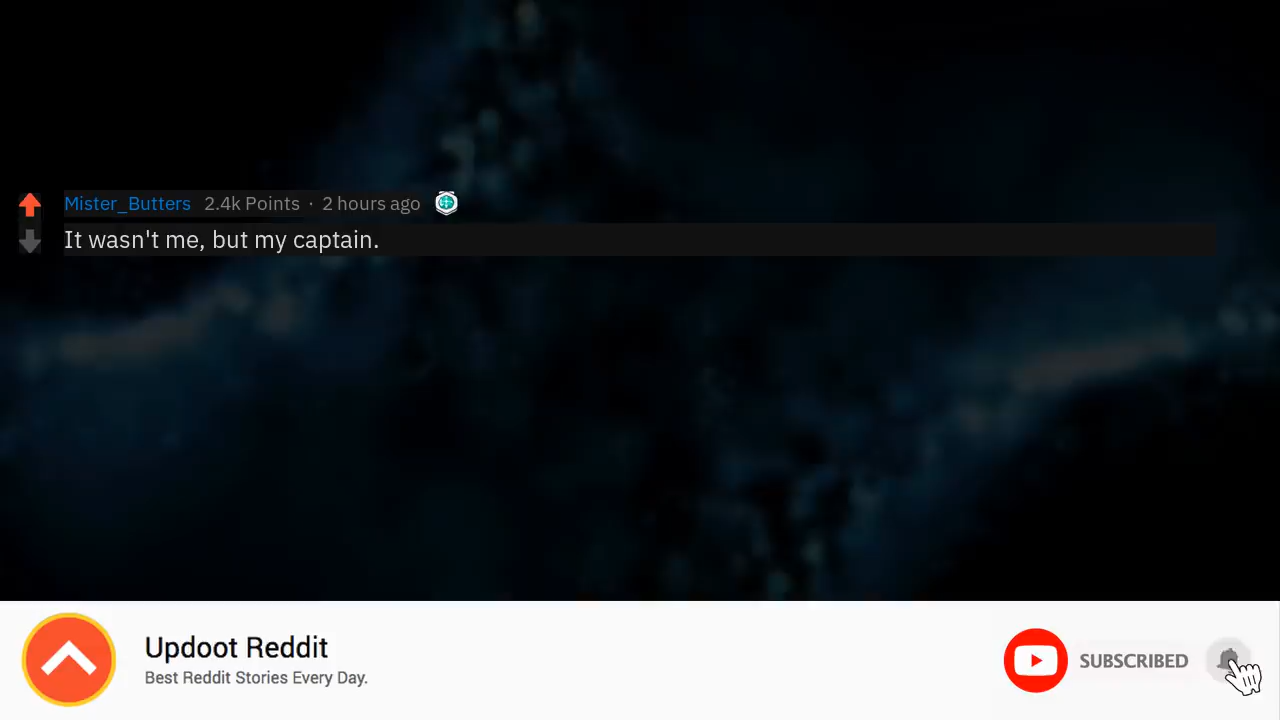 Mister_Butters 2.4k Points · 2 hours ago
It wasn't me, but my captain.
Updoot Reddit
Best Reddit Stories Every Day.
SUBSCRIBED